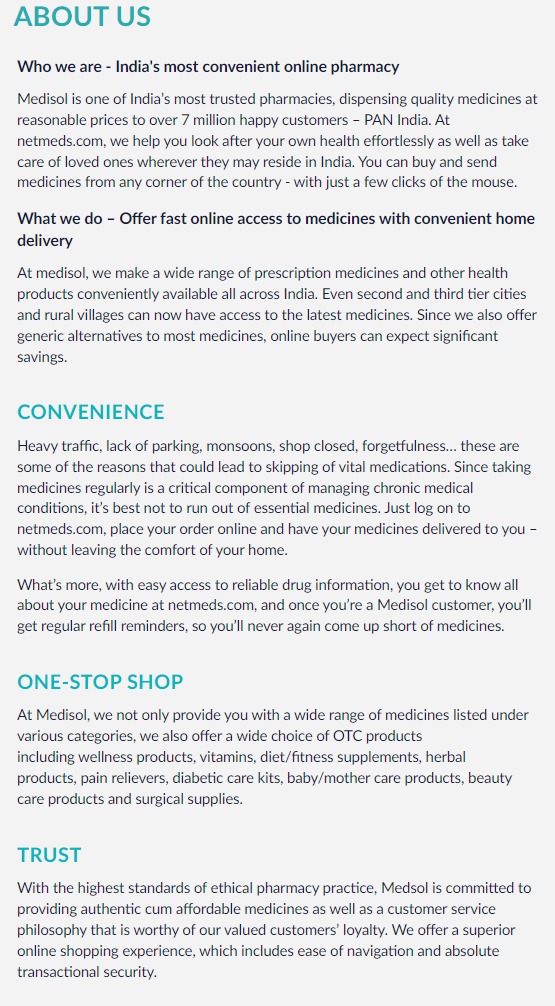 ABOUT US
Who we are - India's most convenient online pharmacy
Medisol is one of India's most trusted pharmacies, dispensing quality medicines at
reasonable prices to over 7 million happy customers – PAN India. At
netmeds.com, we help you look after your own health effortlessly as well as take
care of loved ones wherever they may reside in India. You can buy and send
medicines from any corner of the country - with just a few clicks of the mouse.
What we do – Offer fast online access to medicines with convenient home
delivery
At medisol, we make a wide range of prescription medicines and other health
products conveniently available all across India. Even second and third tier cities
and rural villages can now have access to the latest medicines. Since we also offer
generic alternatives to most medicines, online buyers can expect significant
savings.
CONVENIENCE
Heavy traffic, lack of parking, monsoons, shop closed, forgetfulness… these are
some of the reasons that could lead to skipping of vital medications. Since taking
medicines regularly is a critical component of managing chronic medical
conditions, it's best not to run out of essential medicines. Just log on to
netmeds.com, place your order online and have your medicines delivered to you –
without leaving the comfort of your home.
What's more, with easy access to reliable drug information, you get to know all
about your medicine at netmeds.com, and once you're a Medisol customer, you'll
get regular refill reminders, so you'll never again come up short of medicines.
ONE-STOP SHOP
At Medisol, we not only provide you with a wide range of medicines listed under
various categories, we also offer a wide choice of OTC products
including wellness products, vitamins, diet/fitness supplements, herbal
products, pain relievers, diabetic care kits, baby/mother care products, beauty
care products and surgical supplies.
TRUST
With the highest standards of ethical pharmacy practice, Medsol is committed to
providing authentic cum affordable medicines as well as a customer service
philosophy that is worthy of our valued customers' loyalty. We offer a superior
online shopping experience, which includes ease of navigation and absolute
transactional security.